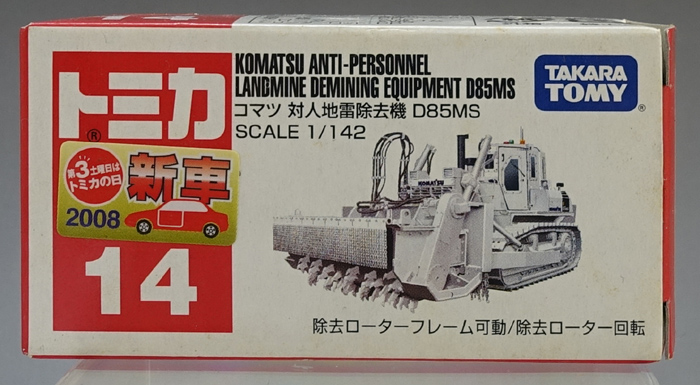 トミカ
®
KOMATSU ANTI-PERSONNEL
LANDMINE DEMINING EQUIPMENT D85MS
コマツ 対人地雷除去機 D85MS
SCALE 1/142
TAKARA
TOMY
®
第3土曜日は
トミカの日
新車
2008
14
KOMATSU
除去ローターフレーム可動/除去ローター回転